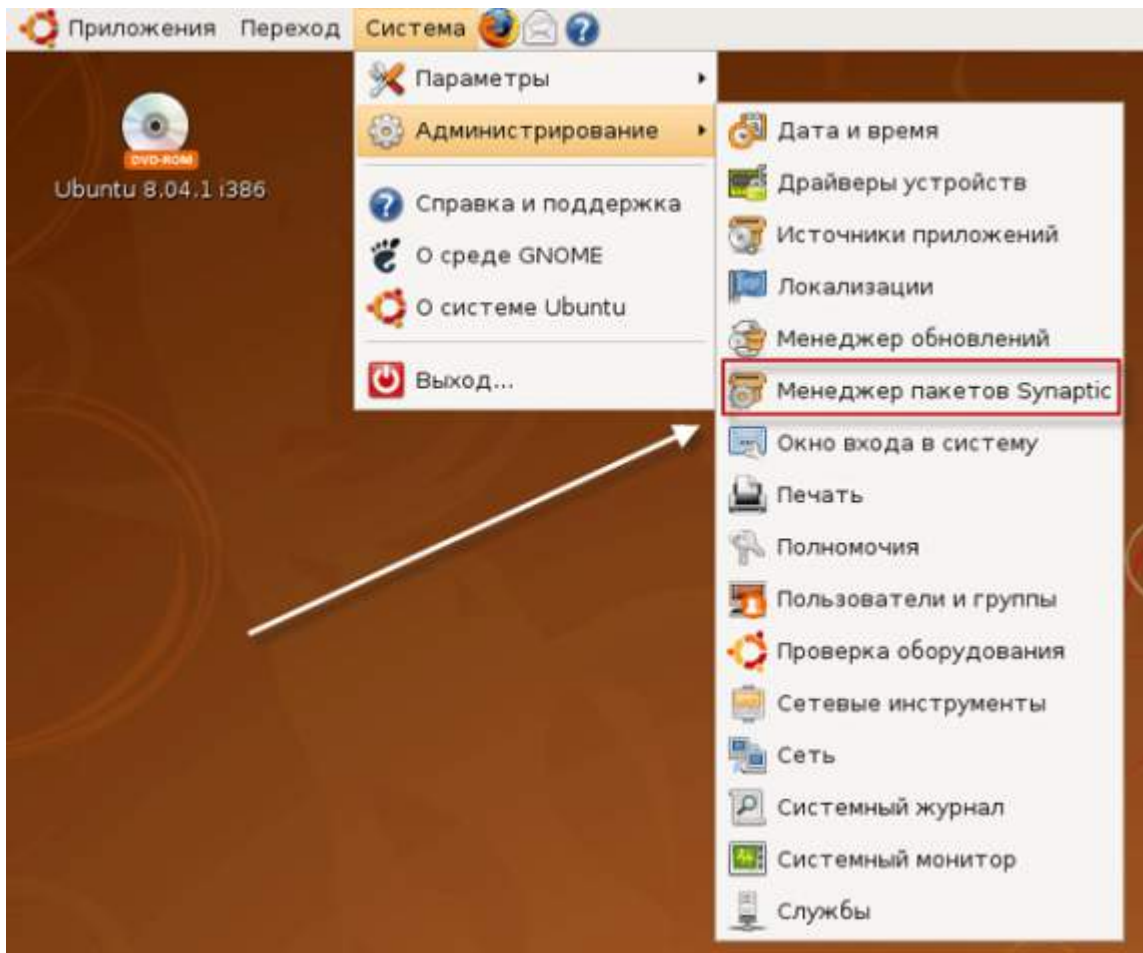 Приложения Переход Система
Параметры
Администрирование
Справка и поддержка
О среде GNOME
О системе Ubuntu
Выход...
DVD-ROM
Ubuntu 8.04.1 i386
Дата и время
Драйверы устройств
Источники приложений
Локализации
Менеджер обновлений
Менеджер пакетов Synaptic
Окно входа в систему
Печать
Полномочия
Пользователи и группы
Проверка оборудования
Сетевые инструменты
Сеть
Системный журнал
Системный монитор
Службы